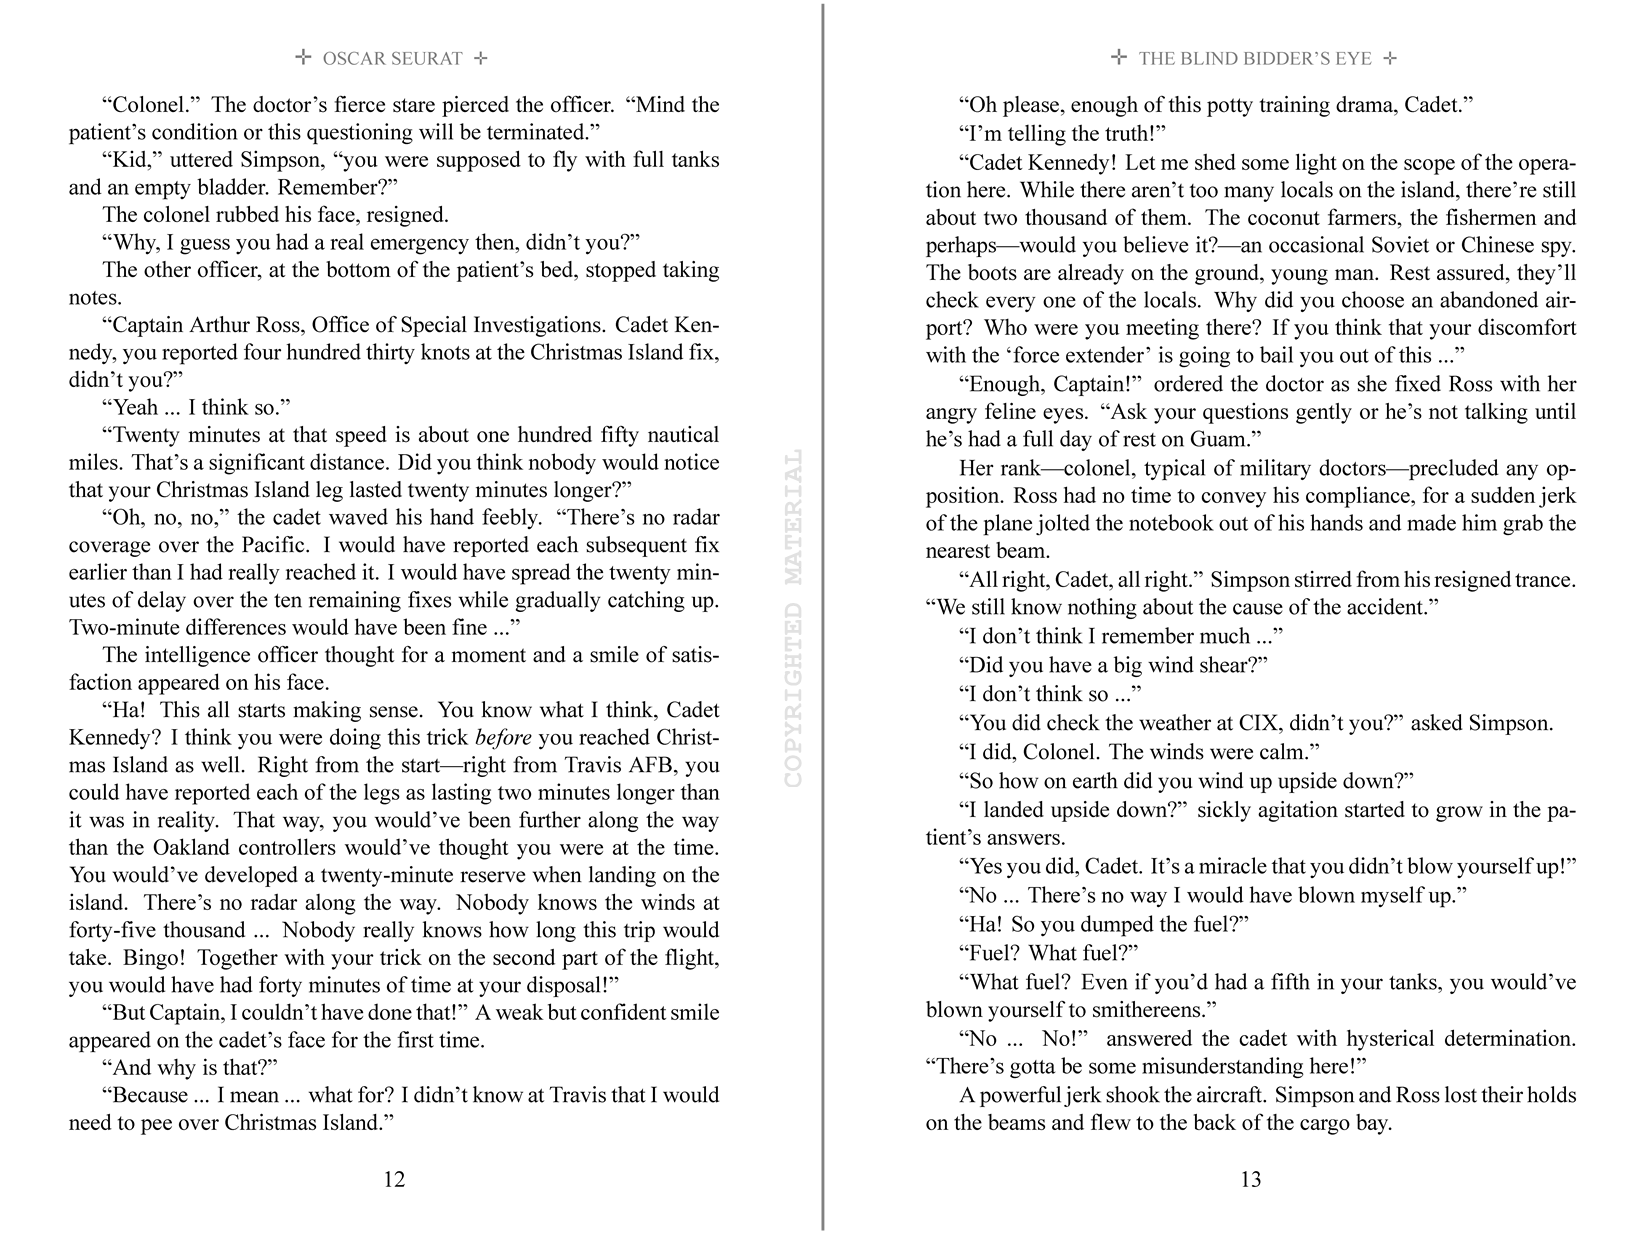 ✛ OSCAR SEURAT ✛
“Colonel.” The doctor’s fierce stare pierced the officer. “Mind the
patient’s condition or this questioning will be terminated.”
“Kid,” uttered Simpson, “you were supposed to fly with full tanks
and an empty bladder. Remember?”
The colonel rubbed his face, resigned.
“Why, I guess you had a real emergency then, didn’t you?”
The other officer, at the bottom of the patient’s bed, stopped taking
notes.
“Captain Arthur Ross, Office of Special Investigations. Cadet Ken-
nedy, you reported four hundred thirty knots at the Christmas Island fix,
didn’t you?”
“Yeah ... I think so.”
“Twenty minutes at that speed is about one hundred fifty nautical
miles. That’s a significant distance. Did you think nobody would notice
that your Christmas Island leg lasted twenty minutes longer?”
“Oh, no, no,” the cadet waved his hand feebly. “There’s no radar
coverage over the Pacific. I would have reported each subsequent fix
earlier than I had really reached it. I would have spread the twenty min-
utes of delay over the ten remaining fixes while gradually catching up.
Two-minute differences would have been fine ...”
The intelligence officer thought for a moment and a smile of satis-
faction appeared on his face.
“Ha! This all starts making sense. You know what I think, Cadet
Kennedy? I think you were doing this trick before you reached Christ-
mas Island as well. Right from the start—right from Travis AFB, you
could have reported each of the legs as lasting two minutes longer than
it was in reality. That way, you would’ve been further along the way
than the Oakland controllers would’ve thought you were at the time.
You would’ve developed a twenty-minute reserve when landing on the
island. There’s no radar along the way. Nobody knows the winds at
forty-five thousand ... Nobody really knows how long this trip would
take. Bingo! Together with your trick on the second part of the flight,
you would have had forty minutes of time at your disposal!”
“But Captain, I couldn’t have done that!” A weak but confident smile
appeared on the cadet’s face for the first time.
“And why is that?”
“Because ... I mean ... what for? I didn’t know at Travis that I would
need to pee over Christmas Island.”
12
COPYRIGHTED MATERIAL
✛ THE BLIND BIDDER’S EYE ✛
“Oh please, enough of this potty training drama, Cadet.”
“I’m telling the truth!”
“Cadet Kennedy! Let me shed some light on the scope of the opera-
tion here. While there aren’t too many locals on the island, there’re still
about two thousand of them. The coconut farmers, the fishermen and
perhaps—would you believe it?—an occasional Soviet or Chinese spy.
The boots are already on the ground, young man. Rest assured, they’ll
check every one of the locals. Why did you choose an abandoned air-
port? Who were you meeting there? If you think that your discomfort
with the ‘force extender’ is going to bail you out of this ...”
“Enough, Captain!” ordered the doctor as she fixed Ross with her
angry feline eyes. “Ask your questions gently or he’s not talking until
he’s had a full day of rest on Guam.”
Her rank—colonel, typical of military doctors—precluded any op-
position. Ross had no time to convey his compliance, for a sudden jerk
of the plane jolted the notebook out of his hands and made him grab the
nearest beam.
“All right, Cadet, all right.” Simpson stirred from his resigned trance.
“We still know nothing about the cause of the accident.”
“I don’t think I remember much ...”
“Did you have a big wind shear?”
“I don’t think so ...”
“You did check the weather at CIX, didn’t you?” asked Simpson.
“I did, Colonel. The winds were calm.”
“So how on earth did you wind up upside down?”
“I landed upside down?” sickly agitation started to grow in the pa-
tient’s answers.
“Yes you did, Cadet. It’s a miracle that you didn’t blow yourself up!”
“No ... There’s no way I would have blown myself up.”
“Ha! So you dumped the fuel?”
“Fuel? What fuel?”
“What fuel? Even if you’d had a fifth in your tanks, you would’ve
blown yourself to smithereens.”
“No ... No!” answered the cadet with hysterical determination.
“There’s gotta be some misunderstanding here!”
A powerful jerk shook the aircraft. Simpson and Ross lost their holds
on the beams and flew to the back of the cargo bay.
13